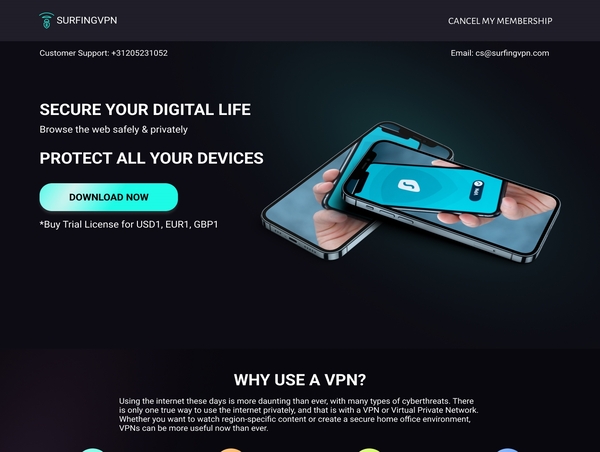 SURFINGVPN
CANCEL MY MEMBERSHIP
Customer Support: +31205231052
Email: cs@surfingvpn.com
SECURE YOUR DIGITAL LIFE
Browse the web safely & privately
PROTECT ALL YOUR DEVICES
DOWNLOAD NOW
*Buy Trial License for USD1, EUR1, GBP1
WHY USE A VPN?
Using the internet these days is more daunting than ever, with many types of cyberthreats. There
is only one true way to use the internet privately, and that is with a VPN or Virtual Private Network.
Whether you want to watch region-specific content or create a secure home office environment,
VPNs can be more useful now than ever.